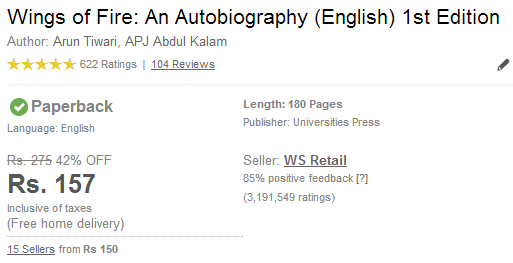 Wings of Fire: An Autobiography (English) 1st Edition
Author: Arun Tiwari, APJ Abdul Kalam
622 Ratings | 104 Reviews
Paperback
Language: English
Length: 180 Pages
Publisher: Universities Press
Rs. 275 42% OFF
Rs. 157
Inclusive of taxes
(Free home delivery)
Seller: WS Retail
85% positive feedback [?]
(3,191,549 ratings)
15 Sellers from Rs 150